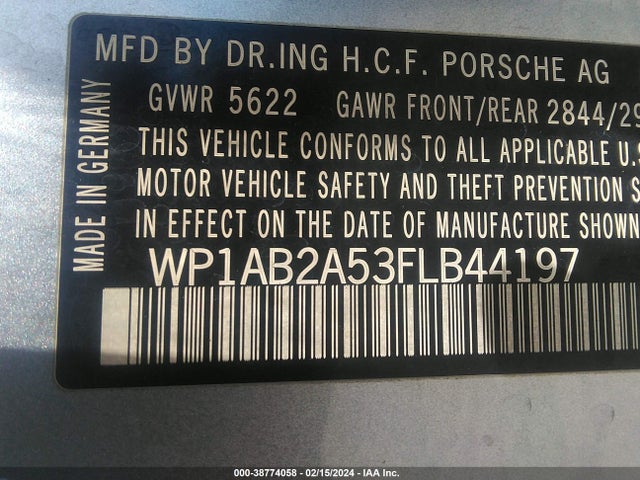 MFD BY DR.ING H.C.F. PORSCHE AG
GVWR 5622 GAWR FRONT/REAR 2844/29
THIS VEHICLE CONFORMS TO ALL APPLICABLE U.S
MOTOR VEHICLE SAFETY AND THEFT PREVENTION S
IN EFFECT ON THE DATE OF MANUFACTURE SHOWN
WP1AB2A53FLB44197
MADE IN GERMANY
000-38774058 - 02/15/2024 - IAA Inc.